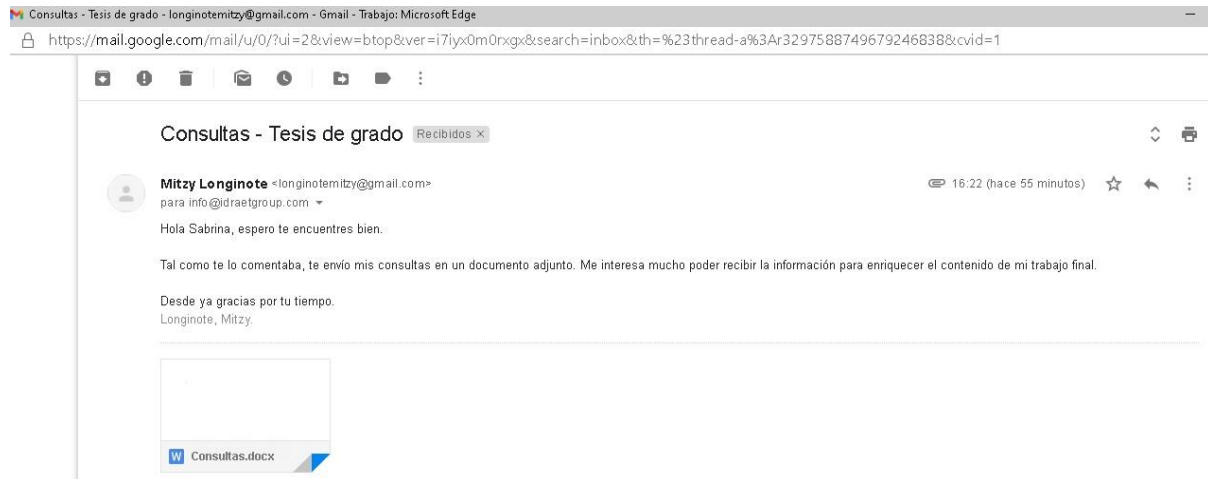 Consultas - Tesis de grado - longinotemitzy@gmail.com - Gmail - Trabajo: Microsoft Edge
https://mail.google.com/mail/u/0/?ui=2&view=btop&ver=i7iyx0m0rxgx&search=inbox&th=%23thread-a%3Ar3297588749679246838&cvid=1
Consultas - Tesis de grado Recibidos ×
Mitzy Longinote <longinotemitzy@gmail.com> 16:22 (hace 55 minutos)
para info@idraetgroup.com
Hola Sabrina, espero te encuentres bien.
Tal como te lo comentaba, te envío mis consultas en un documento adjunto. Me interesa mucho poder recibir la información para enriquecer el contenido de mi trabajo final.
Desde ya gracias por tu tiempo.
Longinote, Mitzy.
W Consultas.docx